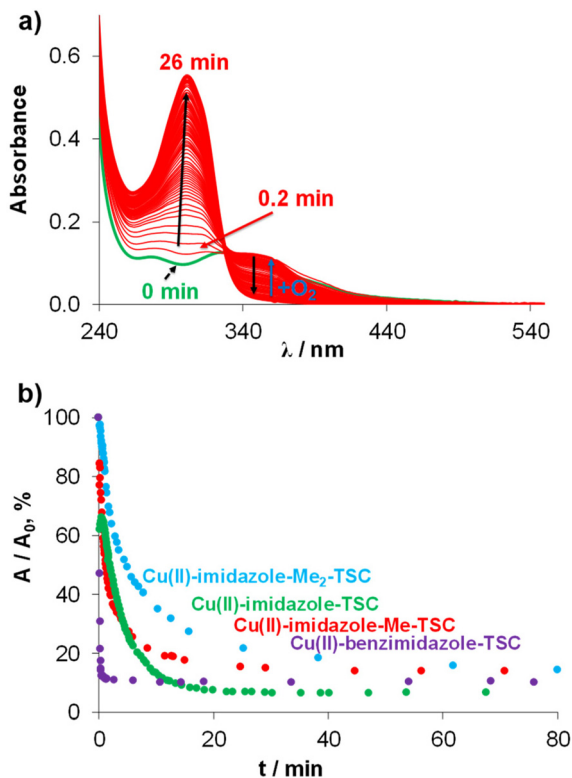 a)
26 min
0.6
0.4
0.2
0.0
Absorbance
0.2 min
0 min
+O2
240
340
440
540
λ / nm
b)
100
80
60
40
20
0
A / A0, %
Cu(II)-imidazole-Me2-TSC
Cu(II)-imidazole-TSC
Cu(II)-imidazole-Me-TSC
Cu(II)-benzimidazole-TSC
0
20
40
60
80
t / min